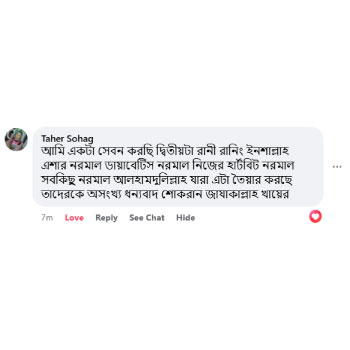 Taher Sohag
আমি একটা সেবন করছি দ্বিতীয়টা রানী রানিং ইনশাল্লাহ
এশার নরমাল ডায়াবেটিস নরমাল নিজের হার্টবিট নরমাল
সবকিছু নরমাল আলহামদুলিল্লাহ যারা এটা তৈয়ার করছে
তাদেরকে অসংখ্য ধন্যবাদ শোকরান জাযাকাল্লাহ খায়ের
7m Love Reply See Chat Hide